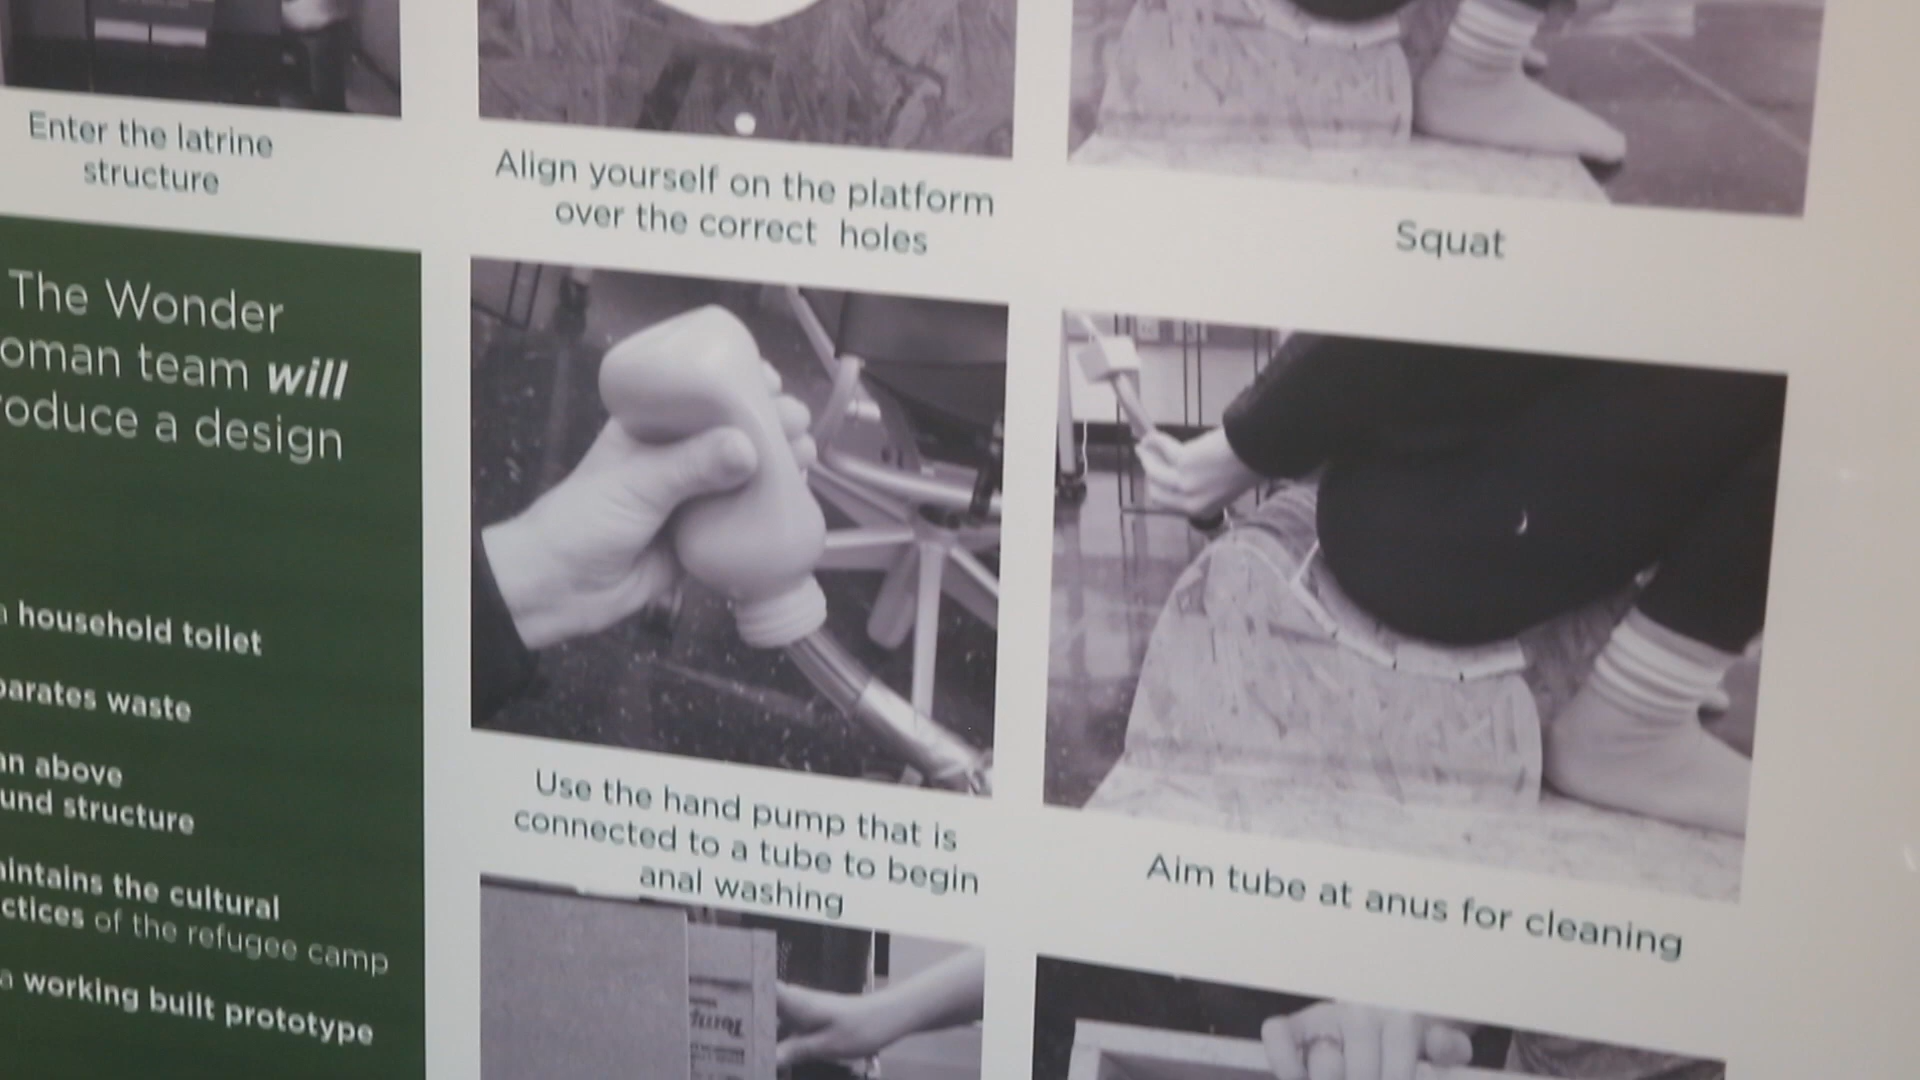 Enter the latrine
structure
Align yourself on the platform
over the correct holes
Squat
The Wonder
oman team will
oduce a design
household toilet
parates waste
an above
und structure
aintains the cultural
ctices of the refugee camp
a working built prototype
Use the hand pump that is
connected to a tube to begin
anal washing
Aim tube at anus for cleaning